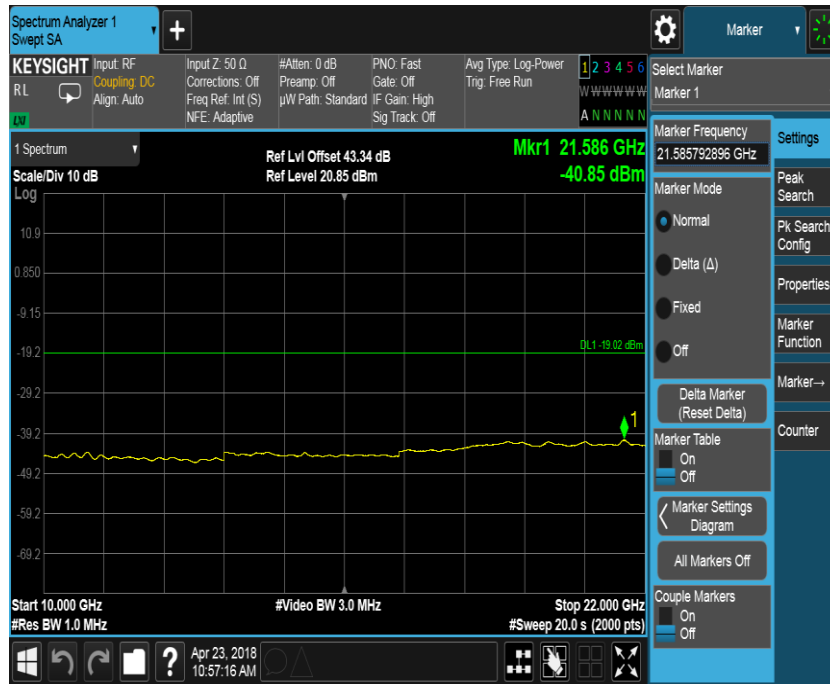 Spectrum Analyzer 1
Swept SA
+
Marker
KEYSIGHT
RL
LXI
Input: RF
Coupling: DC
Align: Auto
Input Z: 50 Ω
Corrections: Off
Freq Ref: Int (S)
NFE: Adaptive
#Atten: 0 dB
Preamp: Off
µW Path: Standard
PNO: Fast
Gate: Off
IF Gain: High
Sig Track: Off
Avg Type: Log-Power
Trig: Free Run
1 2 3 4 5 6
W W W W W W
A N N N N N
Select Marker
Marker 1
1 Spectrum
Scale/Div 10 dB
Log
Ref Lvl Offset 43.34 dB
Ref Level 20.85 dBm
Mkr1 21.586 GHz
-40.85 dBm
10.9
0.850
-9.15
-19.2
-29.2
-39.2
-49.2
-59.2
-69.2
DL1 -19.02 dBm
1
Start 10.000 GHz
#Res BW 1.0 MHz
#Video BW 3.0 MHz
Stop 22.000 GHz
#Sweep 20.0 s (2000 pts)
Marker Frequency
21.585792896 GHz
Marker Mode
Normal
Delta (Δ)
Fixed
Off
Delta Marker
(Reset Delta)
Marker Table
On
Off
Marker Settings
Diagram
All Markers Off
Couple Markers
On
Off
Settings
Peak
Search
Pk Search
Config
Properties
Marker
Function
Marker→
Counter
?
Apr 23, 2018
10:57:16 AM